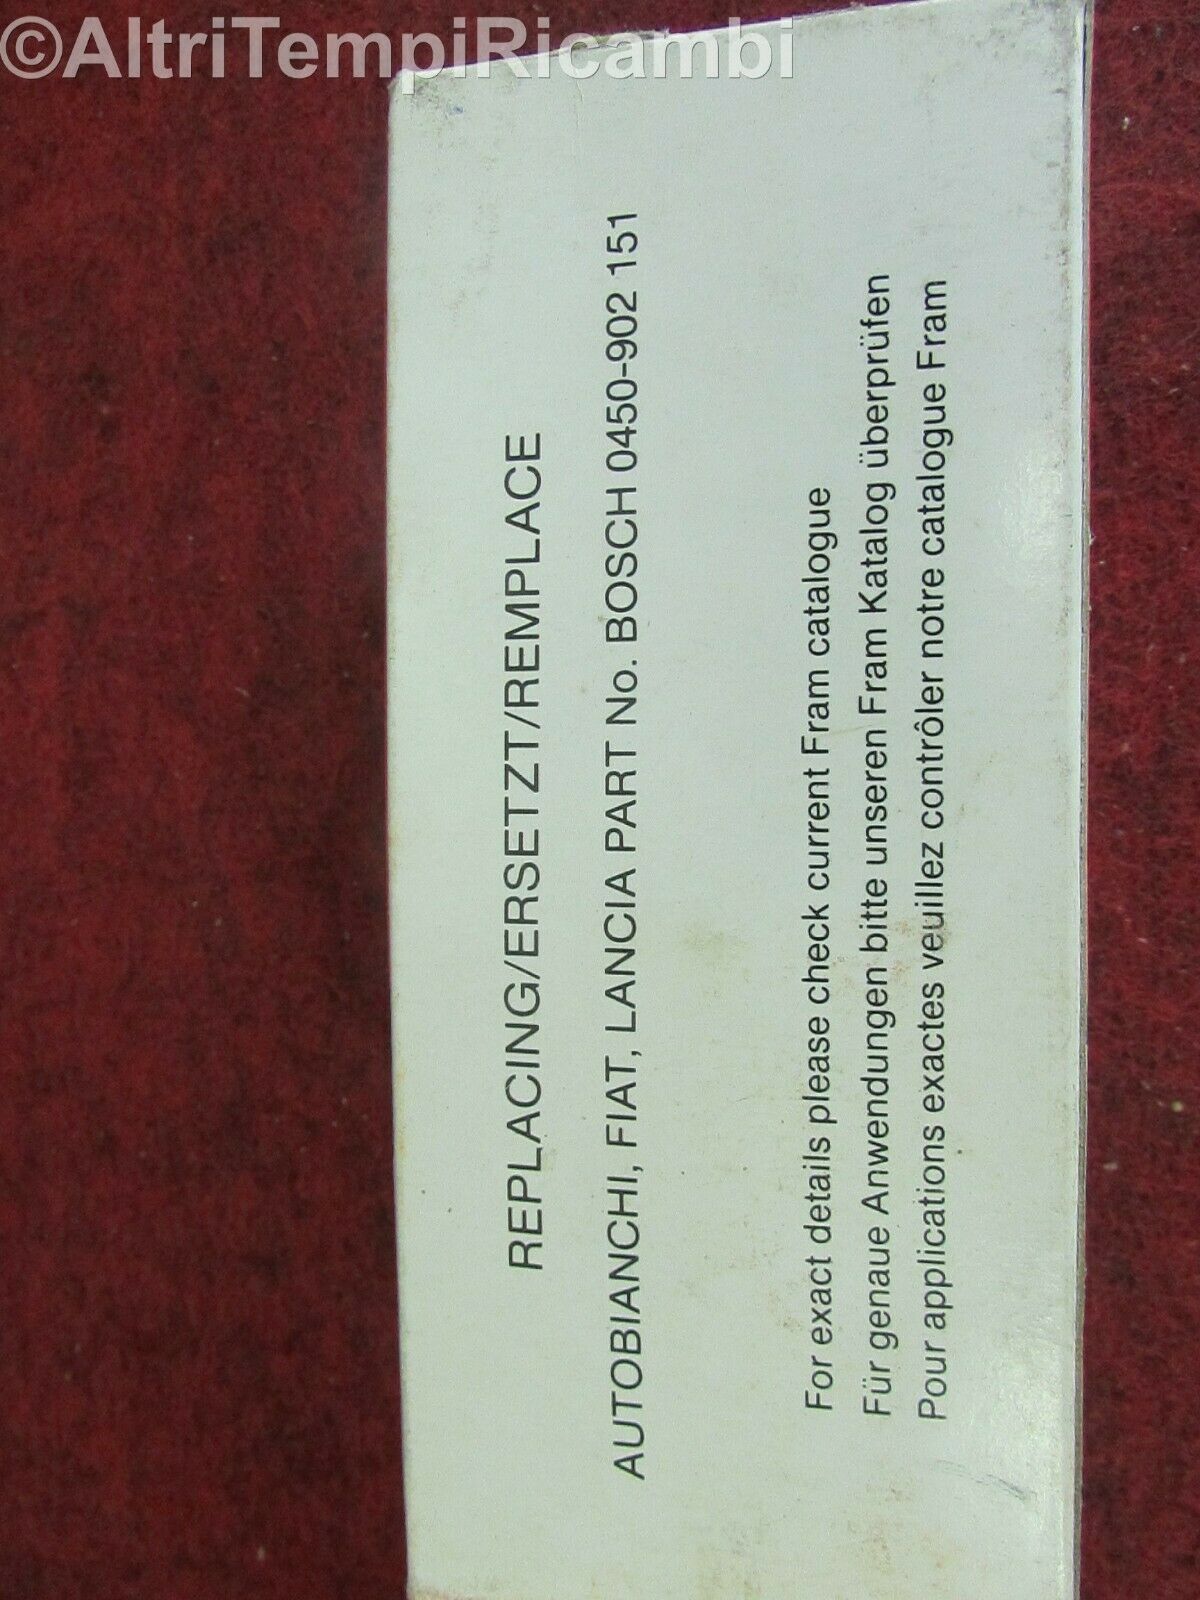 ©AltriTempiRicambi
REPLACING/ERSETZT/REMPLACE
AUTOBIANCHI, FIAT, LANCIA PART No. BOSCH 0450-902 151
For exact details please check current Fram catalogue
Für genaue Anwendungen bitte unseren Fram Katalog überprüfen
Pour applications exactes veuillez contrôler notre catalogue Fram